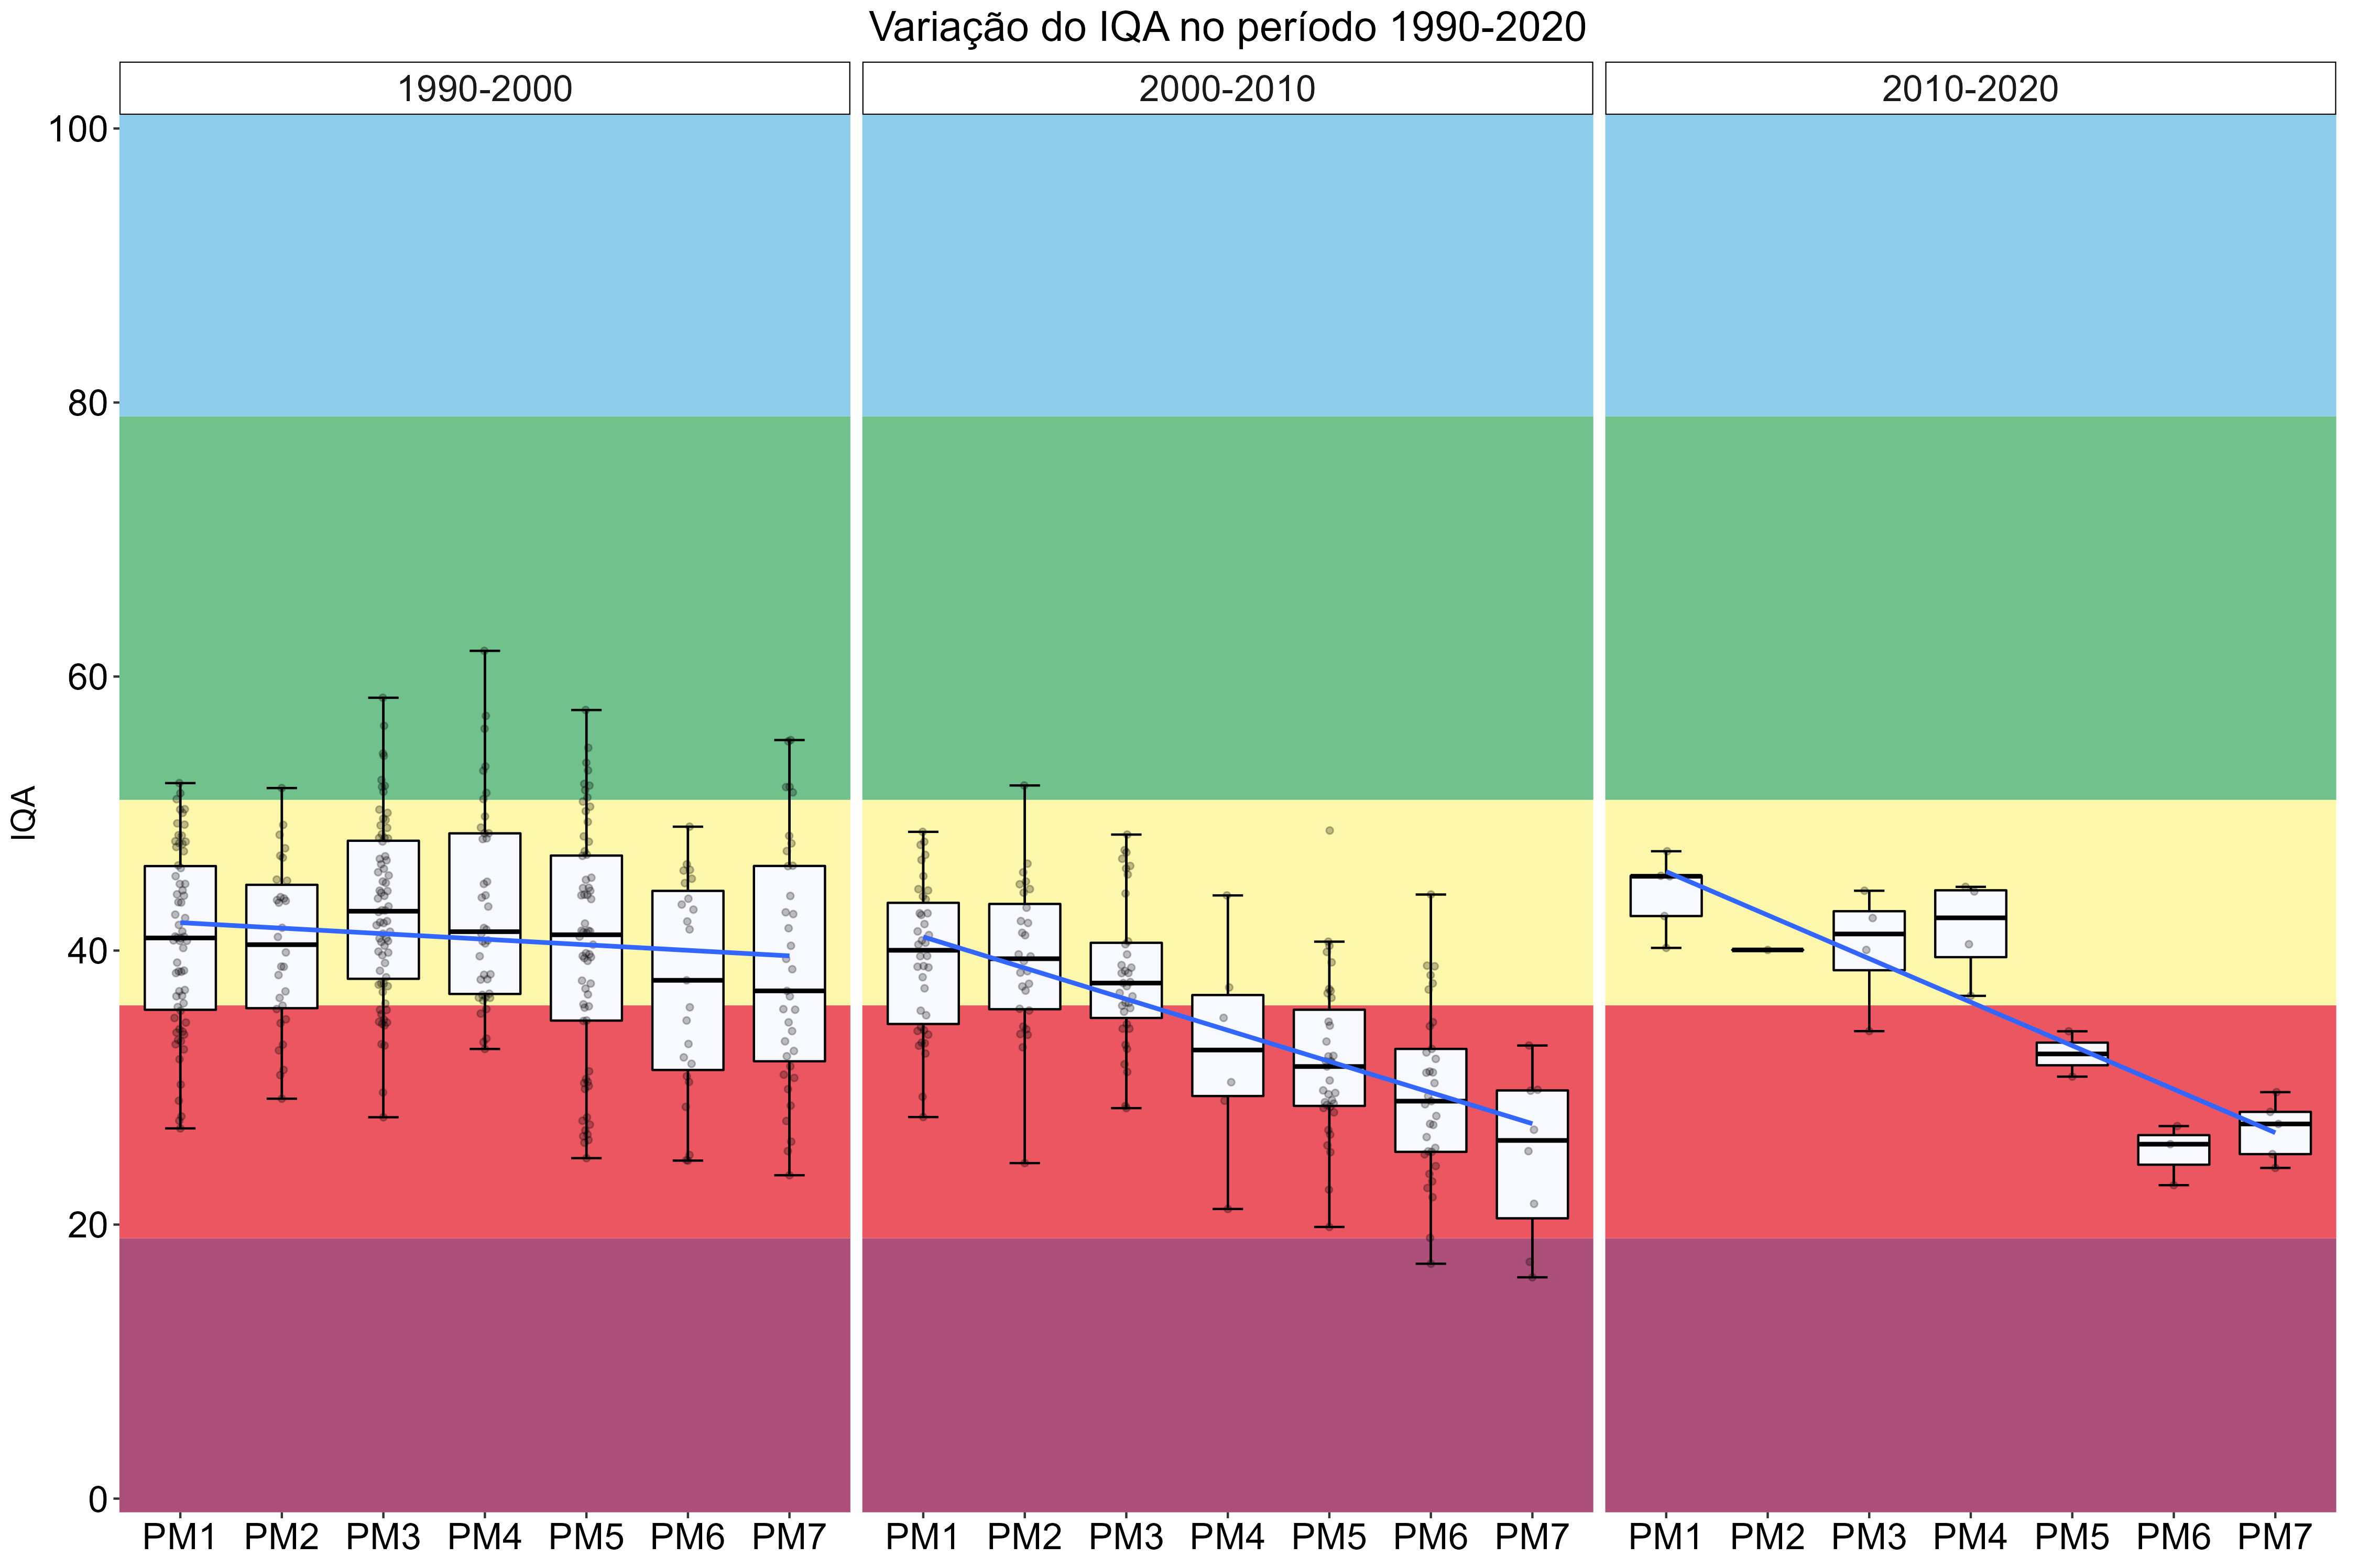 Variação do IQA no período 1990-2020
1990-2000
2000-2010
2010-2020
IQA
100
80
60
40
20
0
PM1 PM2 PM3 PM4 PM5 PM6 PM7
PM1 PM2 PM3 PM4 PM5 PM6 PM7
PM1 PM2 PM3 PM4 PM5 PM6 PM7